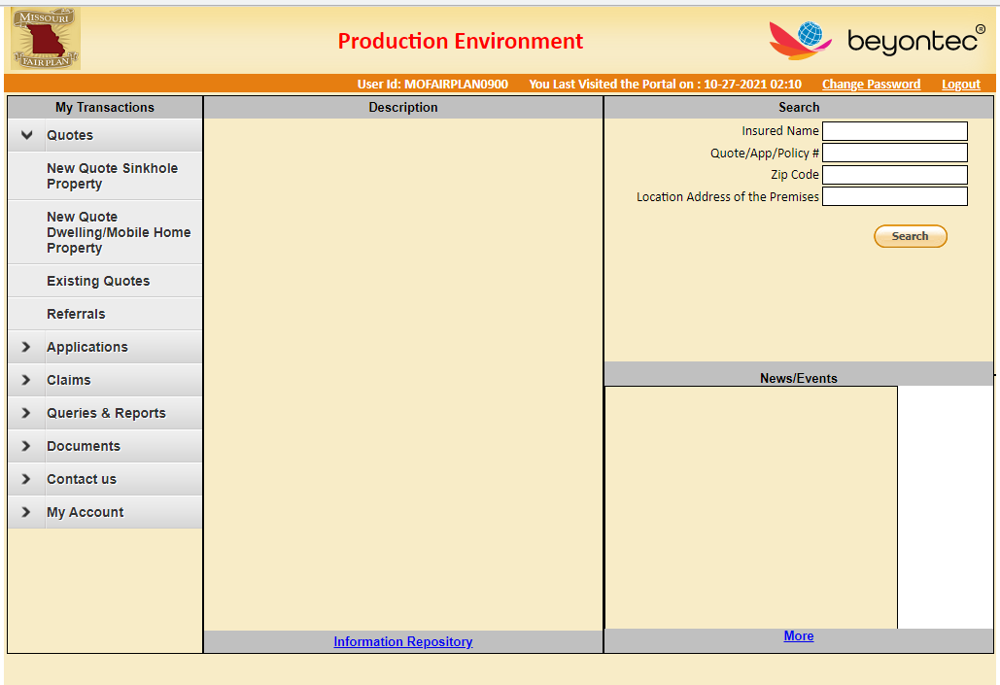 MISSOURI
FAIR PLAN
Production Environment
beyontec®
User Id: MOFAIRPLAN0900 You Last Visited the Portal on : 10-27-2021 02:10 Change Password Logout
My Transactions
Quotes
New Quote Sinkhole
Property
New Quote
Dwelling/Mobile Home
Property
Existing Quotes
Referrals
Applications
Claims
Queries & Reports
Documents
Contact us
My Account
Description
Information Repository
Search
Insured Name
Quote/App/Policy #
Zip Code
Location Address of the Premises
Search
News/Events
More